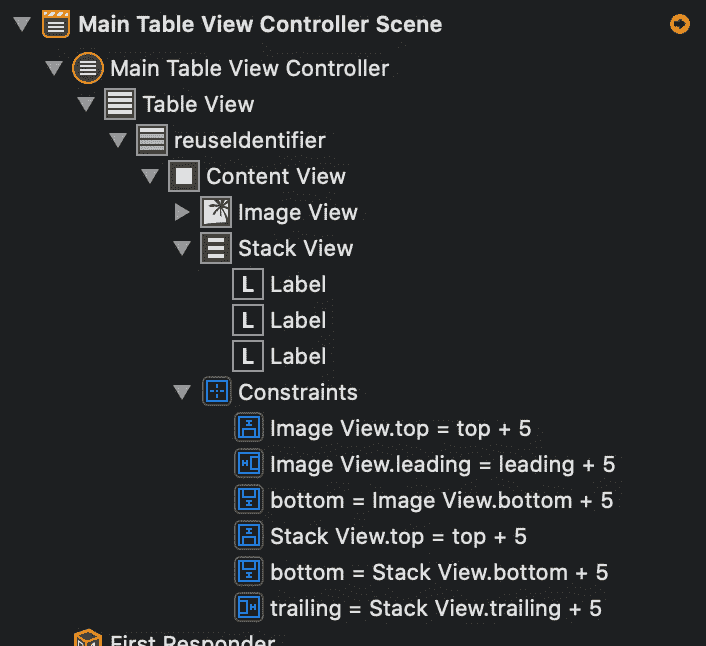 Main Table View Controller Scene
Main Table View Controller
Table View
reuseIdentifier
Content View
Image View
Stack View
L Label
L Label
L Label
Constraints
Image View.top = top + 5
Image View.leading = leading + 5
bottom = Image View.bottom + 5
Stack View.top = top + 5
bottom = Stack View.bottom + 5
trailing = Stack View.trailing + 5
First Responder